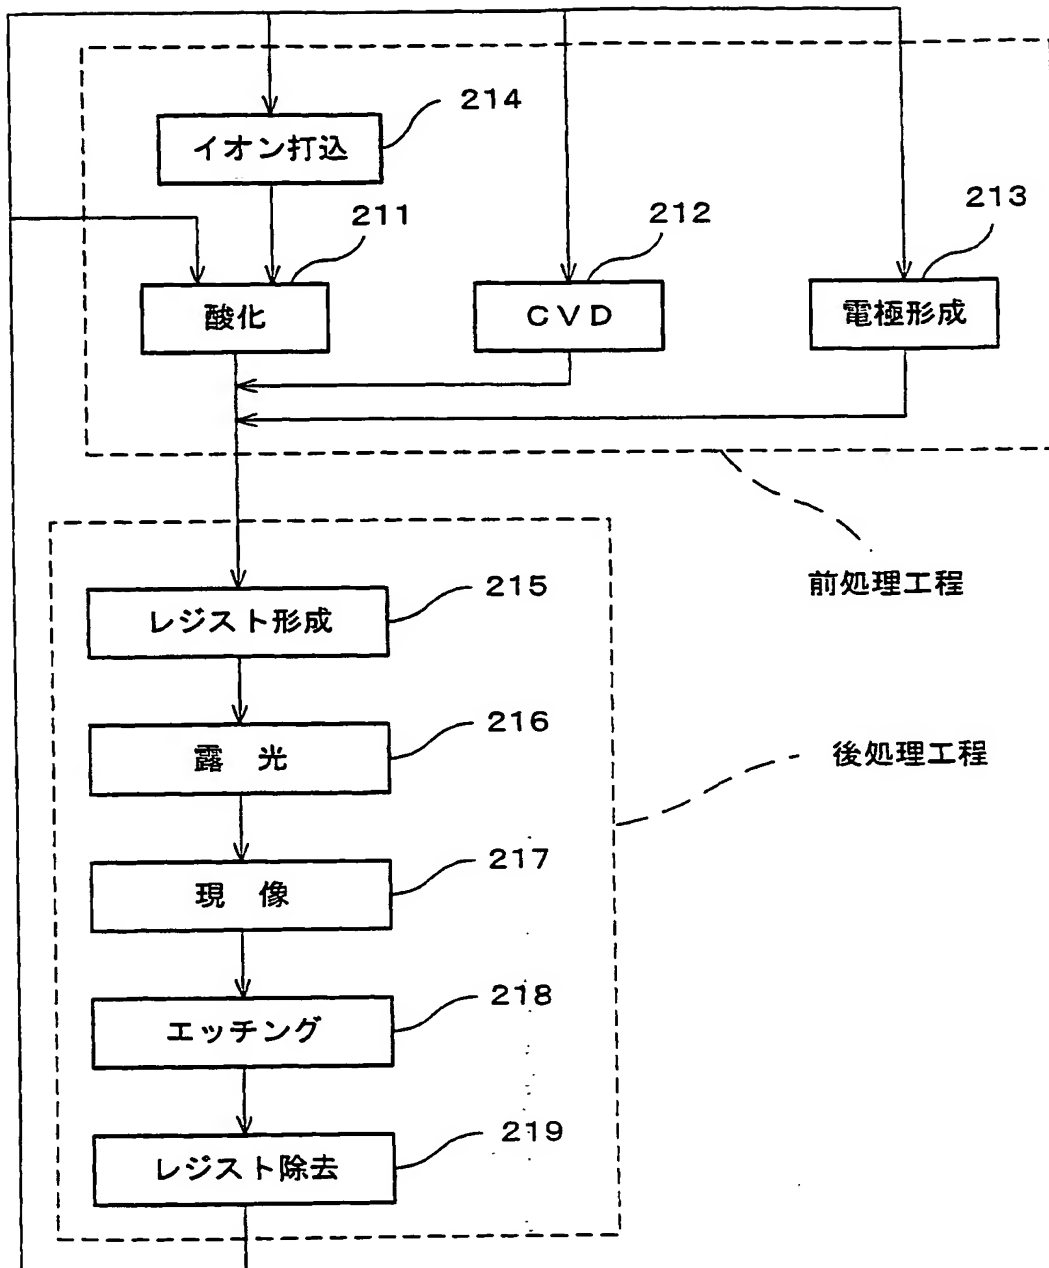 214
イオン打込
211
212
213
酸化
CVD
電極形成
前処理工程
215
レジスト形成
216
露 光
後処理工程
217
現 像
218
エッチング
219
レジスト除去